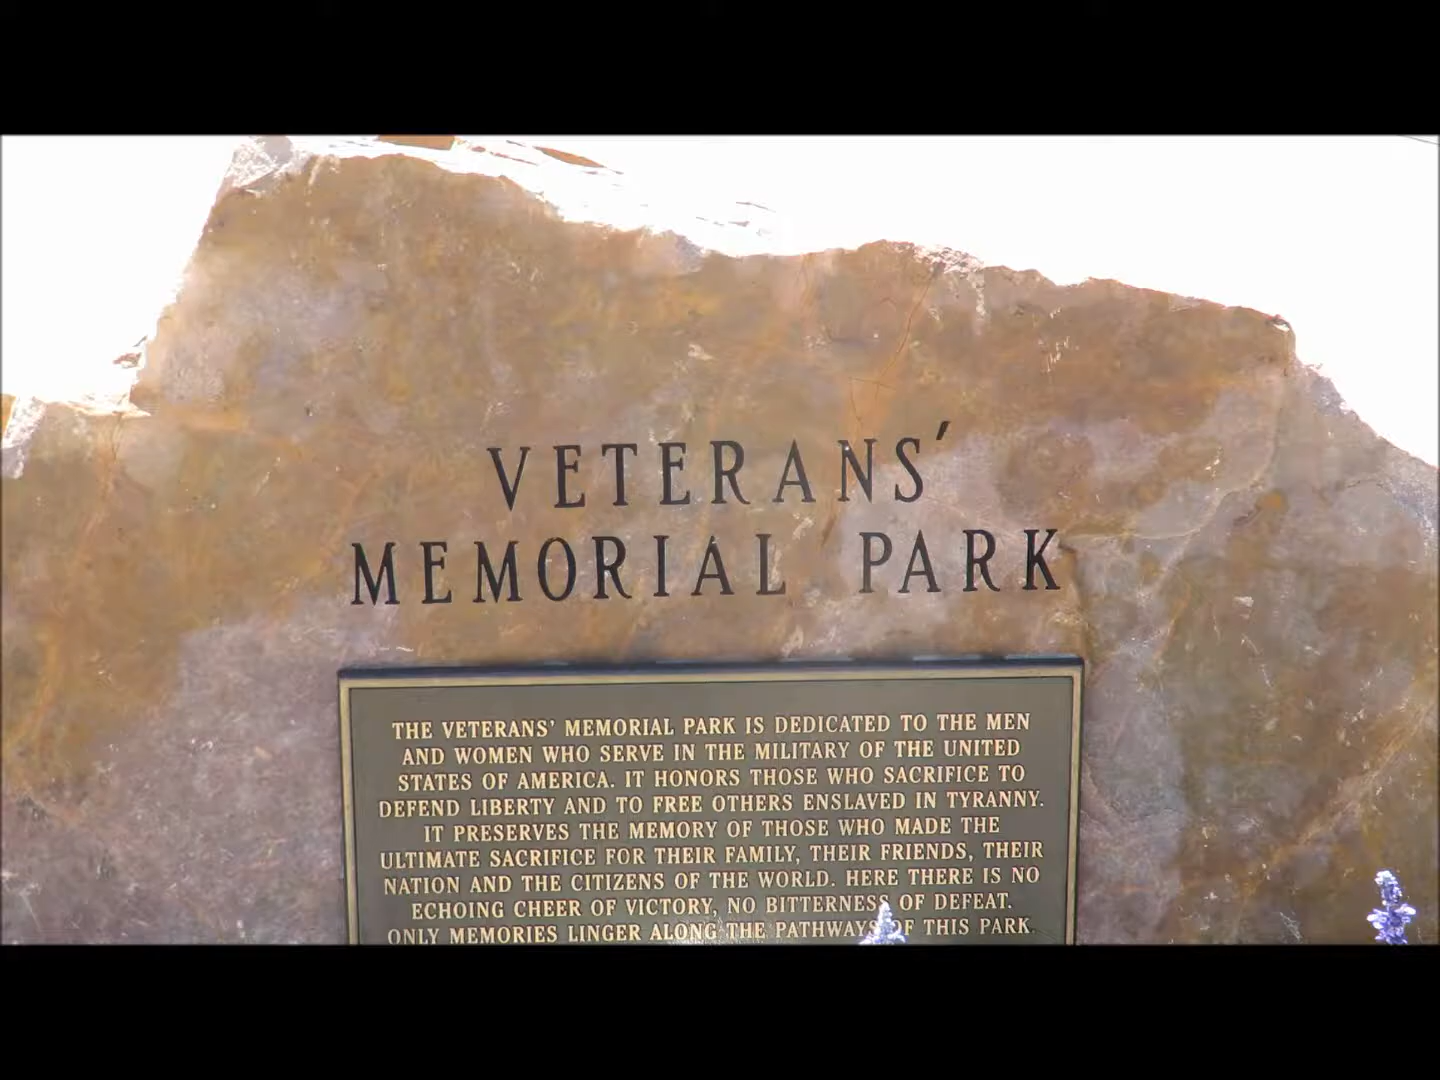 VETERANS'
MEMORIAL PARK
THE VETERANS' MEMORIAL PARK IS DEDICATED TO THE MEN
AND WOMEN WHO SERVE IN THE MILITARY OF THE UNITED
STATES OF AMERICA. IT HONORS THOSE WHO SACRIFICE TO
DEFEND LIBERTY AND TO FREE OTHERS ENSLAVED IN TYRANNY.
IT PRESERVES THE MEMORY OF THOSE WHO MADE THE
ULTIMATE SACRIFICE FOR THEIR FAMILY, THEIR FRIENDS, THEIR
NATION AND THE CITIZENS OF THE WORLD. HERE THERE IS NO
ECHOING CHEER OF VICTORY, NO BITTERNESS OF DEFEAT.
ONLY MEMORIES LINGER ALONG THE PATHWAYS OF THIS PARK.